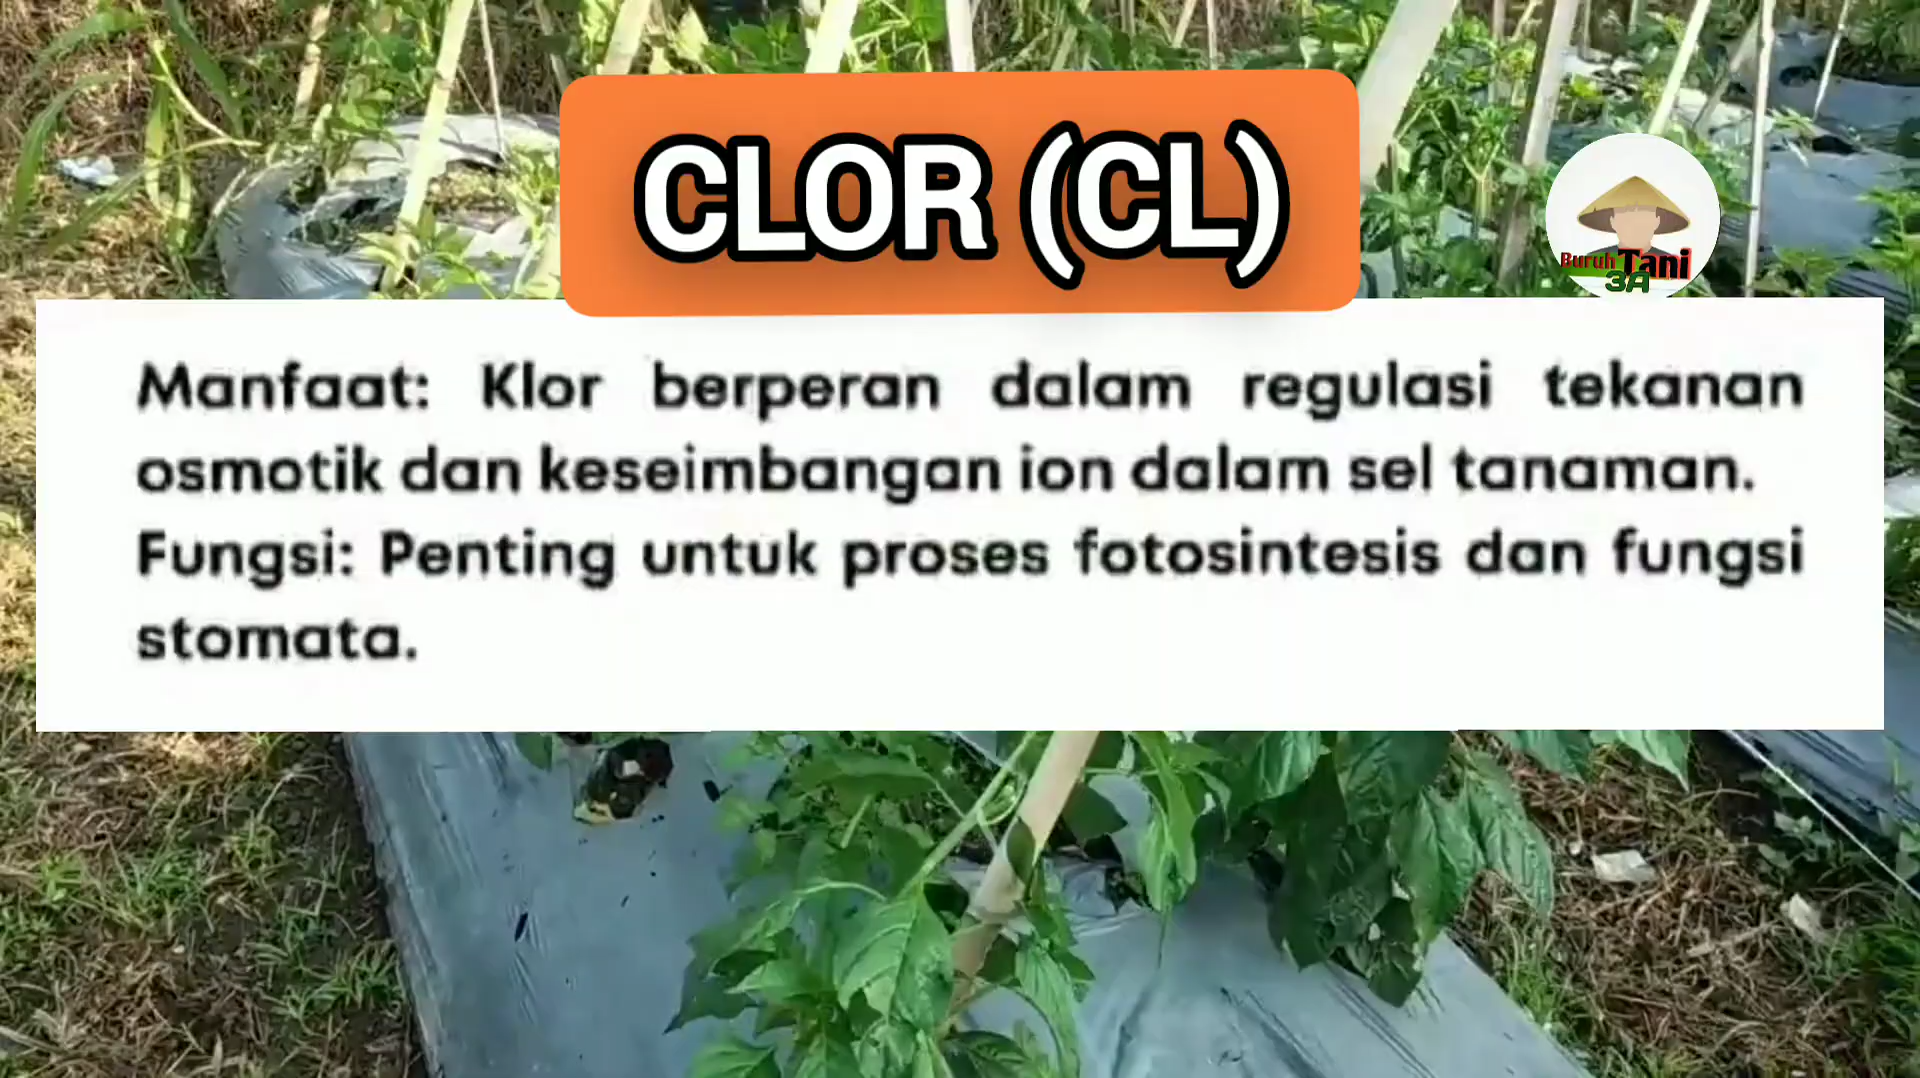 CLOR (CL)
Buruh Tani
3A
Manfaat: Klor berperan dalam regulasi tekanan
osmotik dan keseimbangan ion dalam sel tanaman.
Fungsi: Penting untuk proses fotosintesis dan fungsi
stomata.